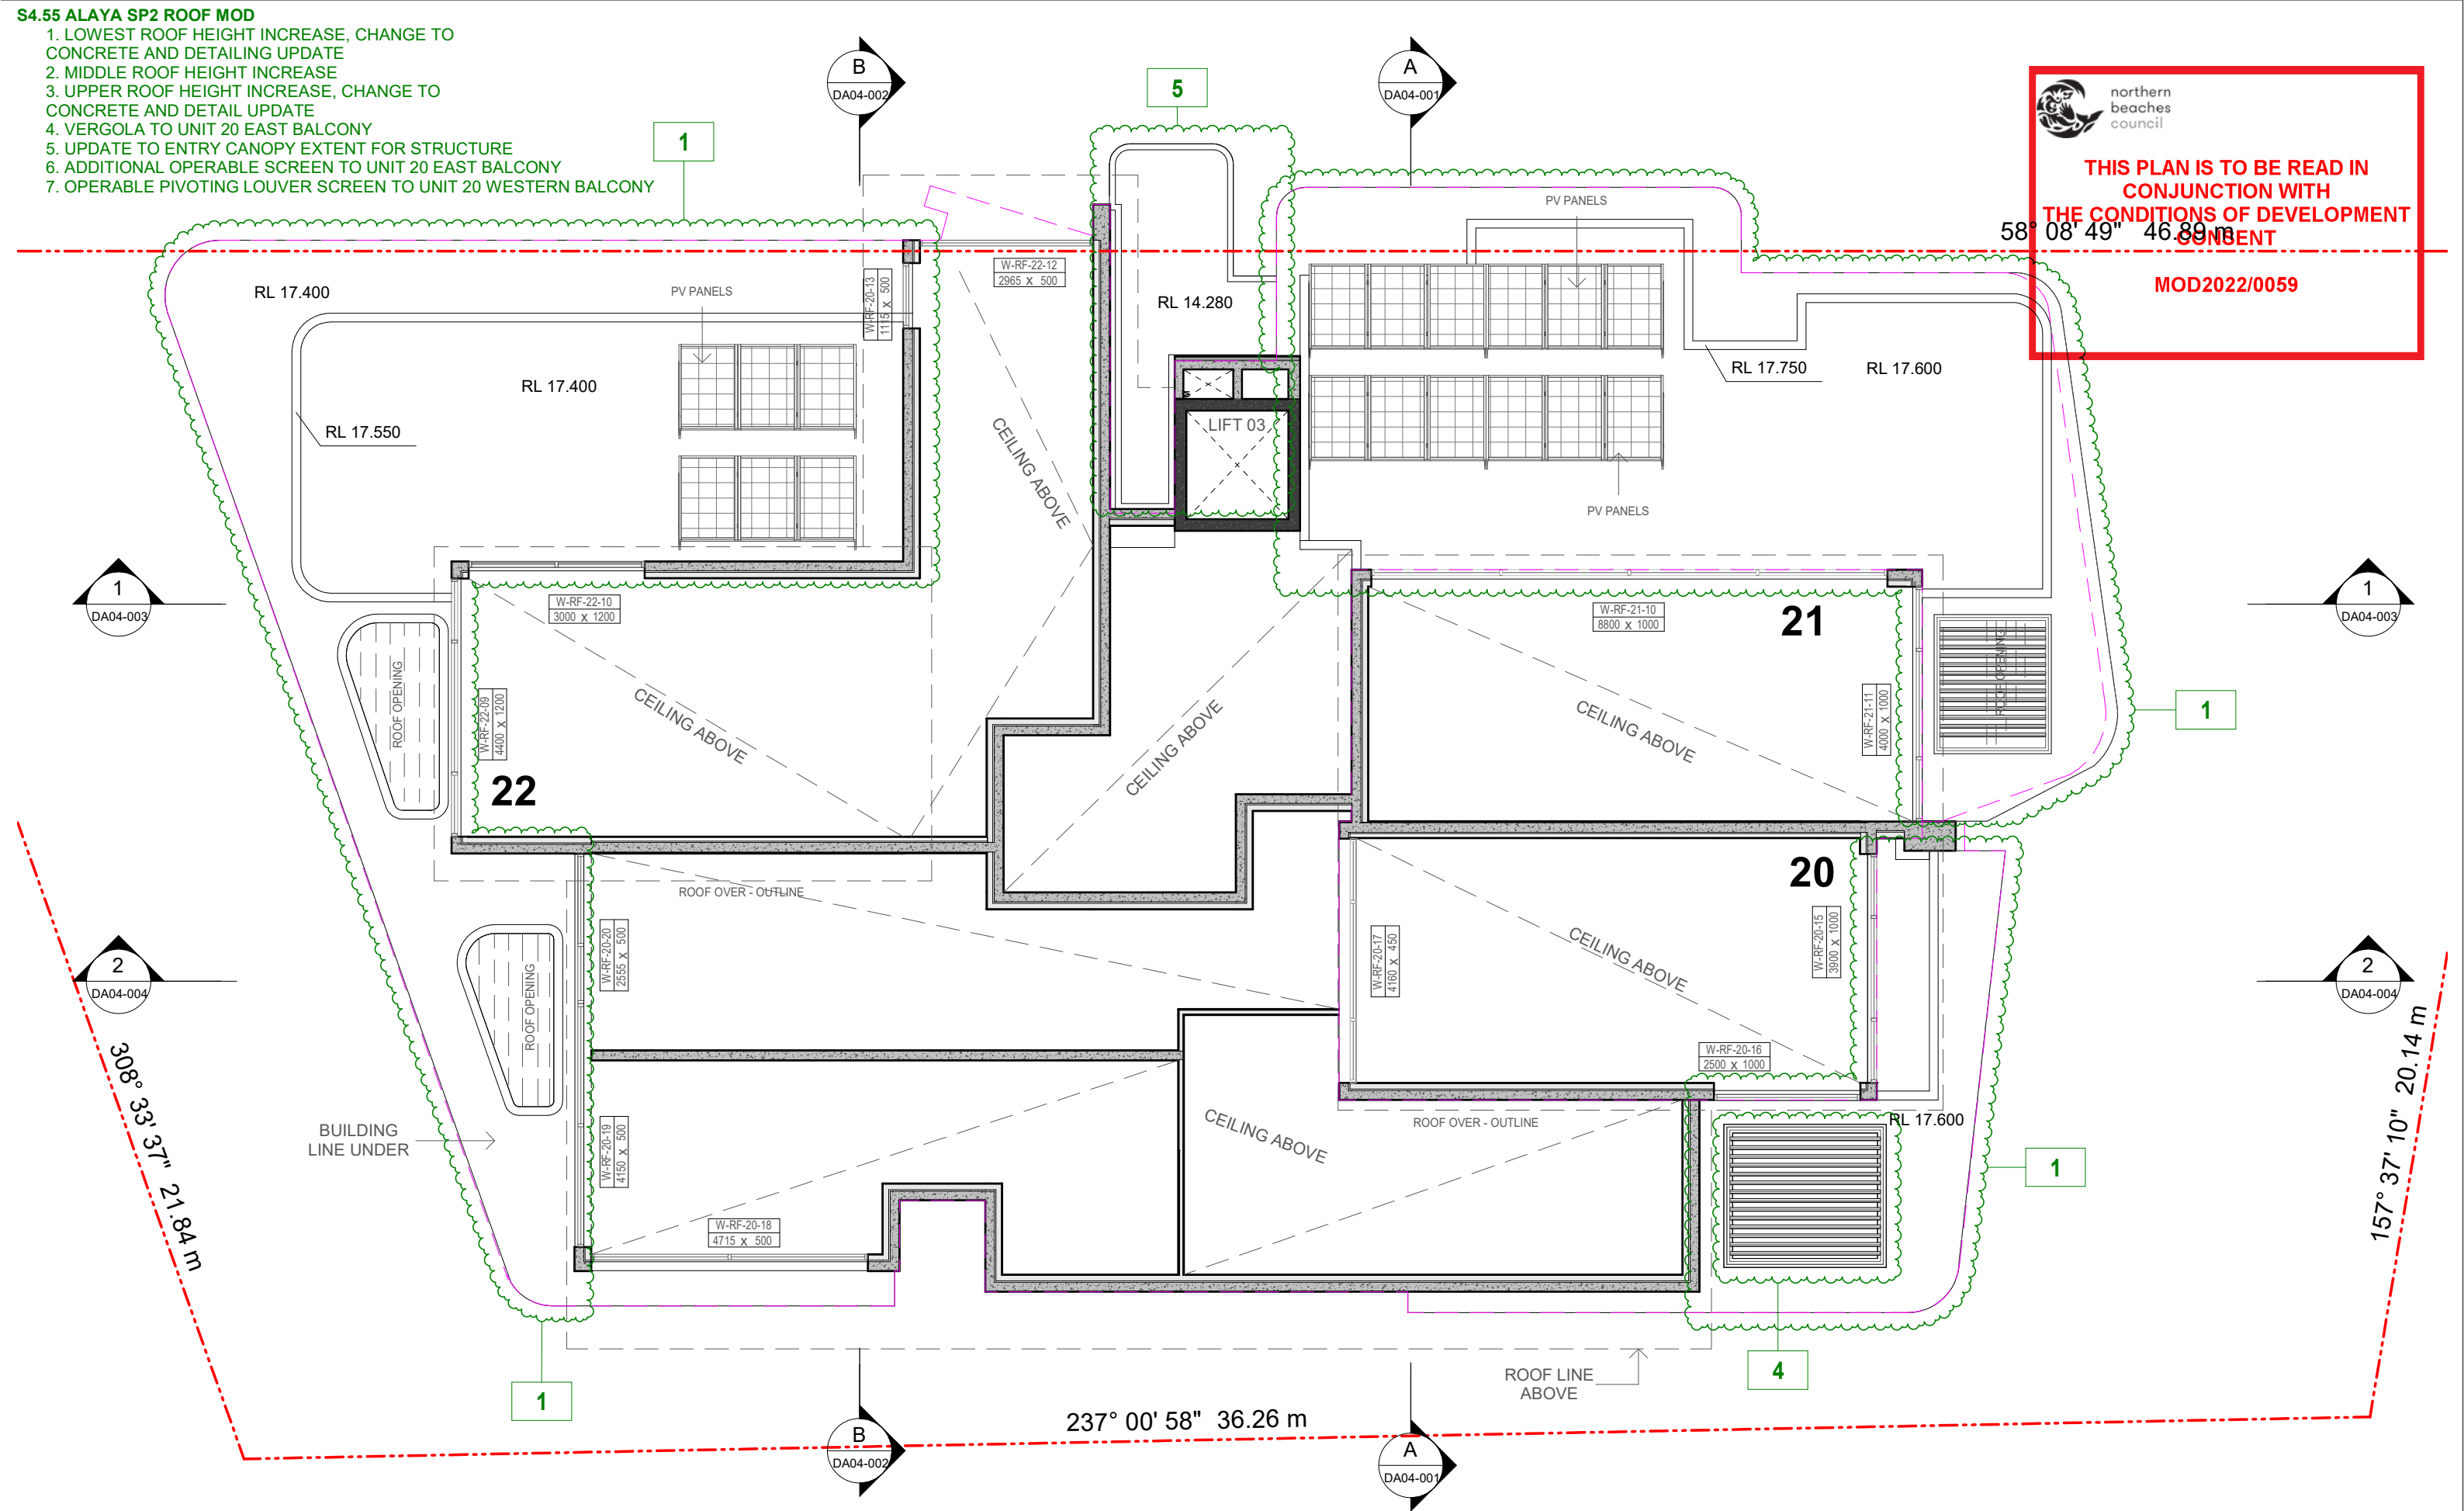 S4.55 ALAYA SP2 ROOF MOD
1. LOWEST ROOF HEIGHT INCREASE, CHANGE TO
CONCRETE AND DETAILING UPDATE
2. MIDDLE ROOF HEIGHT INCREASE
3. UPPER ROOF HEIGHT INCREASE, CHANGE TO
CONCRETE AND DETAIL UPDATE
4. VERGOLA TO UNIT 20 EAST BALCONY
5. UPDATE TO ENTRY CANOPY EXTENT FOR STRUCTURE
6. ADDITIONAL OPERABLE SCREEN TO UNIT 20 EAST BALCONY
7. OPERABLE PIVOTING LOUVER SCREEN TO UNIT 20 WESTERN BALCONY
B
DA04-002
A
DA04-001
5
1
northern
beaches
council
THIS PLAN IS TO BE READ IN
CONJUNCTION WITH
THE CONDITIONS OF DEVELOPMENT
CONSENT
MOD2022/0059
58° 08' 49" 46.89 m
PV PANELS
RL 17.400
PV PANELS
W-RF-20-13
1115 x 500
W-RF-22-12
2965 x 500
RL 14.280
RL 17.400
RL 17.550
RL 17.750
RL 17.600
LIFT 03
CEILING ABOVE
PV PANELS
1
DA04-003
1
DA04-003
W-RF-22-10
3000 x 1200
W-RF-21-10
8800 x 1000
21
ROOF OPENING
ROOF OPENING
W-RF-22-09
4400 x 1200
CEILING ABOVE
CEILING ABOVE
CEILING ABOVE
W-RF-21-11
4000 x 1000
1
22
20
ROOF OVER - OUTLINE
W-RF-20-20
2555 x 500
W-RF-20-17
4160 x 450
CEILING ABOVE
W-RF-20-15
3900 x 1000
2
DA04-004
2
DA04-004
ROOF OPENING
W-RF-20-16
2500 x 1000
308° 33' 37" 21.84 m
157° 37' 10" 20.14 m
BUILDING
LINE UNDER
W-RF-20-19
4150 x 500
CEILING ABOVE
ROOF OVER - OUTLINE
RL 17.600
1
W-RF-20-18
4715 x 500
1
4
ROOF LINE
ABOVE
237° 00' 58" 36.26 m
B
DA04-002
A
DA04-001